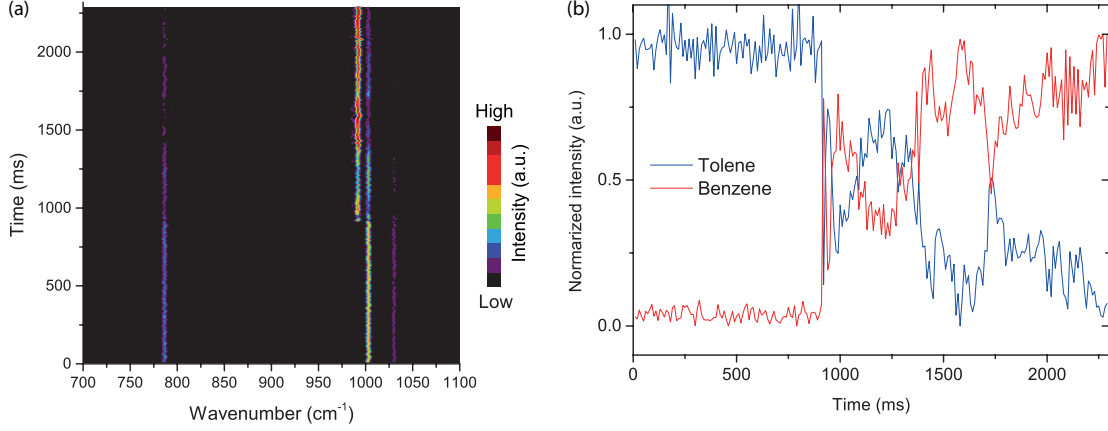 (a)
2000
1500
1000
500
0
Time (ms)
700
750
800
850
900
950
1000
1050
1100
Wavenumber (cm⁻¹)
High
Intensity (a.u.)
Low
(b)
1.0
0.5
0.0
Normarized intensity (a.u.)
Tolene
Benzene
0
500
1000
1500
2000
Time (ms)